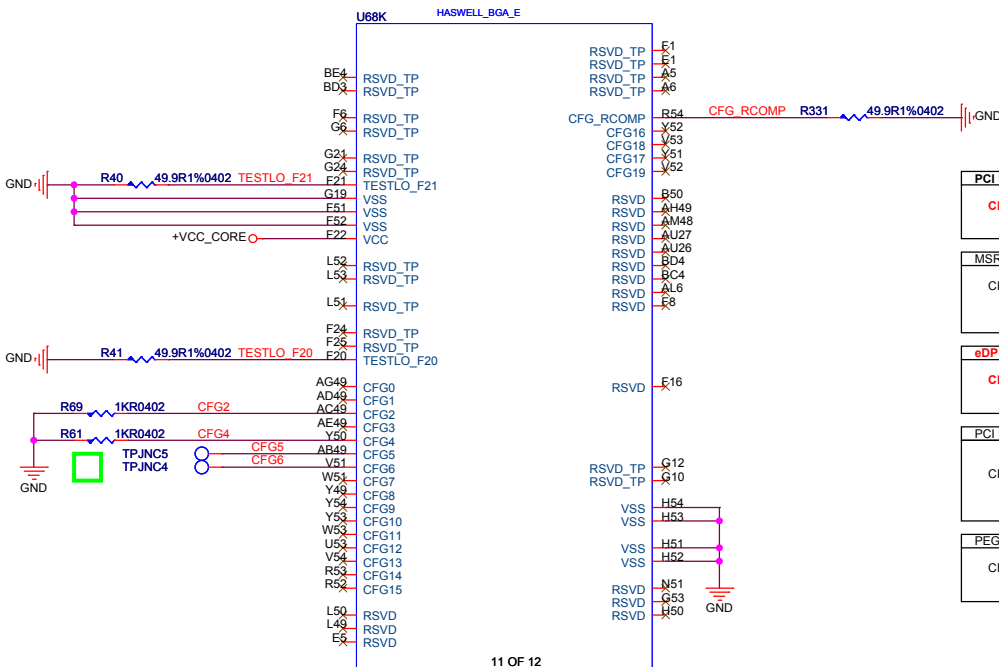 U68K
HASWELL_BGA_E
BE4 RSVD_TP
BD3 RSVD_TP
F6 RSVD_TP
G6 RSVD_TP
G21 RSVD_TP
G24 RSVD_TP
GND R40 49.9R1%0402 TESTLO_F21 F21 TESTLO_F21
G19 VSS
F51 VSS
F52 VSS
+VCC_CORE F22 VCC
L52 RSVD_TP
L53 RSVD_TP
L51 RSVD_TP
F24 RSVD_TP
F25 RSVD_TP
GND R41 49.9R1%0402 TESTLO_F20 F20 TESTLO_F20
AG49 CFG0
AD49 CFG1
R69 1KR0402 CFG2 AC49 CFG2
AE49 CFG3
R61 1KR0402 CFG4 Y50 CFG4
TPJNC5 CFG5 AB49 CFG5
TPJNC4 CFG6 V51 CFG6
GND
W51 CFG7
Y49 CFG8
Y54 CFG9
Y53 CFG10
W53 CFG11
U53 CFG12
V54 CFG13
R53 CFG14
R52 CFG15
L50 RSVD
L49 RSVD
E5 RSVD
RSVD_TP
RSVD_TP E1
RSVD_TP A5
RSVD_TP A6
CFG_RCOMP R54 CFG_RCOMP R331 49.9R1%0402 GND
CFG16 Y52
CFG18 V53
CFG17 Y51
CFG19 V52
RSVD B50
RSVD AH49
RSVD AM48
RSVD AU27
RSVD AU26
RSVD BD4
RSVD BC4
RSVD AL6
RSVD F8
RSVD F16
RSVD_TP G12
RSVD_TP G10
VSS H54
VSS H53
VSS H51
VSS H52
GND
RSVD N51
RSVD G53
RSVD H50
11 OF 12
PCI
MSR
eDP
PCI
PEG